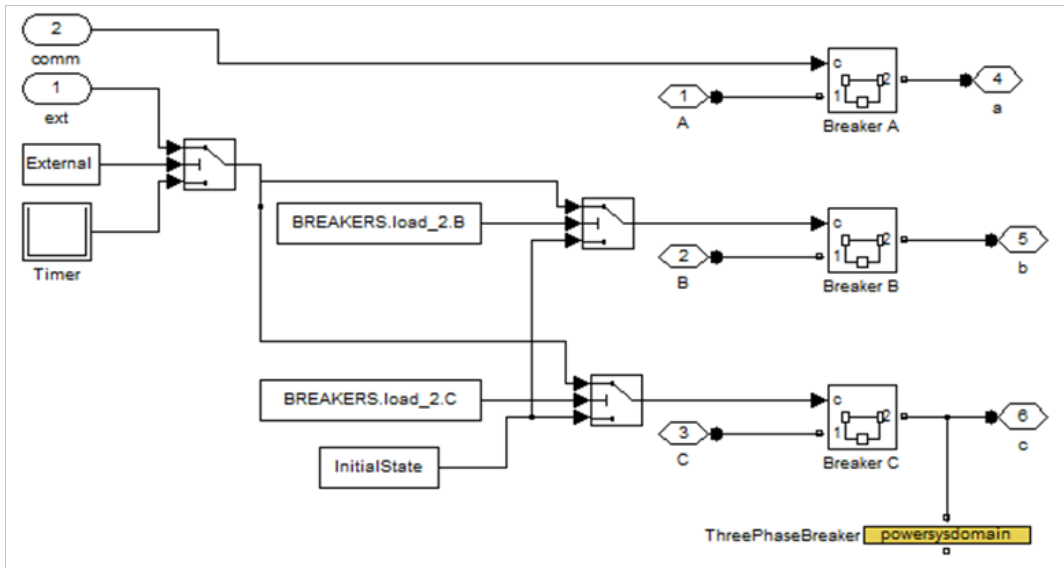 2
comm
c
2
1
Breaker A
4
a
1
A
1
ext
External
Timer
BREAKERS.load_2.B
c
2
1
Breaker B
5
b
2
B
BREAKERS.load_2.C
c
2
1
Breaker C
6
c
3
C
InitialState
ThreePhaseBreaker
powersysdomain